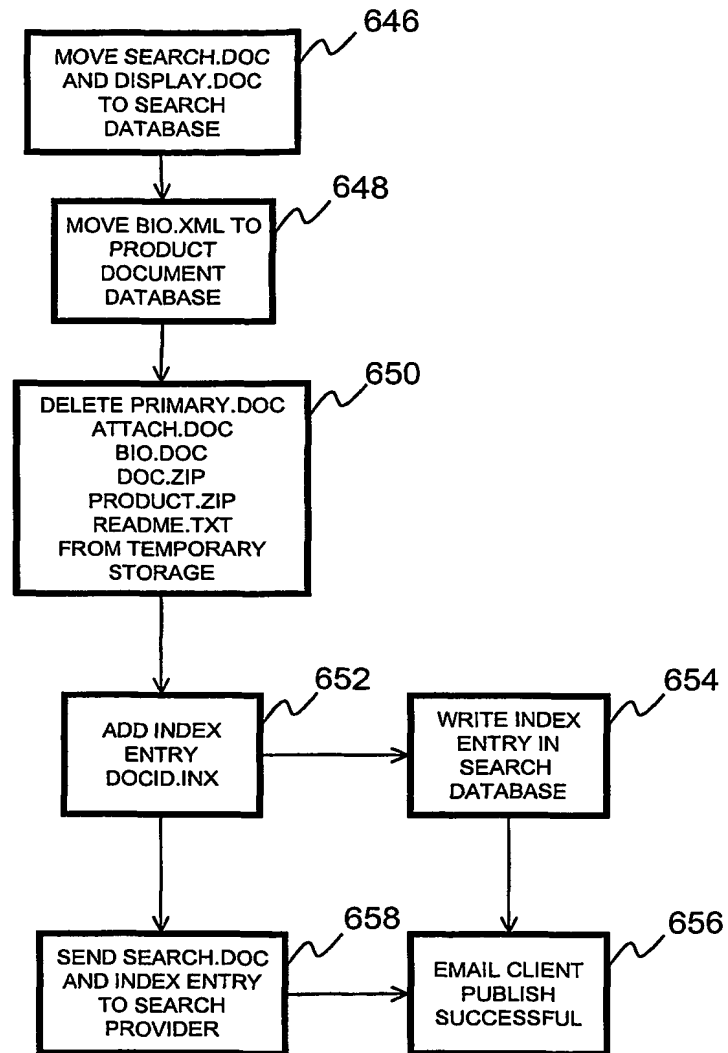 646
MOVE SEARCH.DOC
AND DISPLAY.DOC
TO SEARCH
DATABASE
648
MOVE BIO.XML TO
PRODUCT
DOCUMENT
DATABASE
650
DELETE PRIMARY.DOC
ATTACH.DOC
BIO.DOC
DOC.ZIP
PRODUCT.ZIP
README.TXT
FROM TEMPORARY
STORAGE
652
ADD INDEX
ENTRY
DOCID.INX
654
WRITE INDEX
ENTRY IN
SEARCH
DATABASE
658
SEND SEARCH.DOC
AND INDEX ENTRY
TO SEARCH
PROVIDER
656
EMAIL CLIENT
PUBLISH
SUCCESSFUL